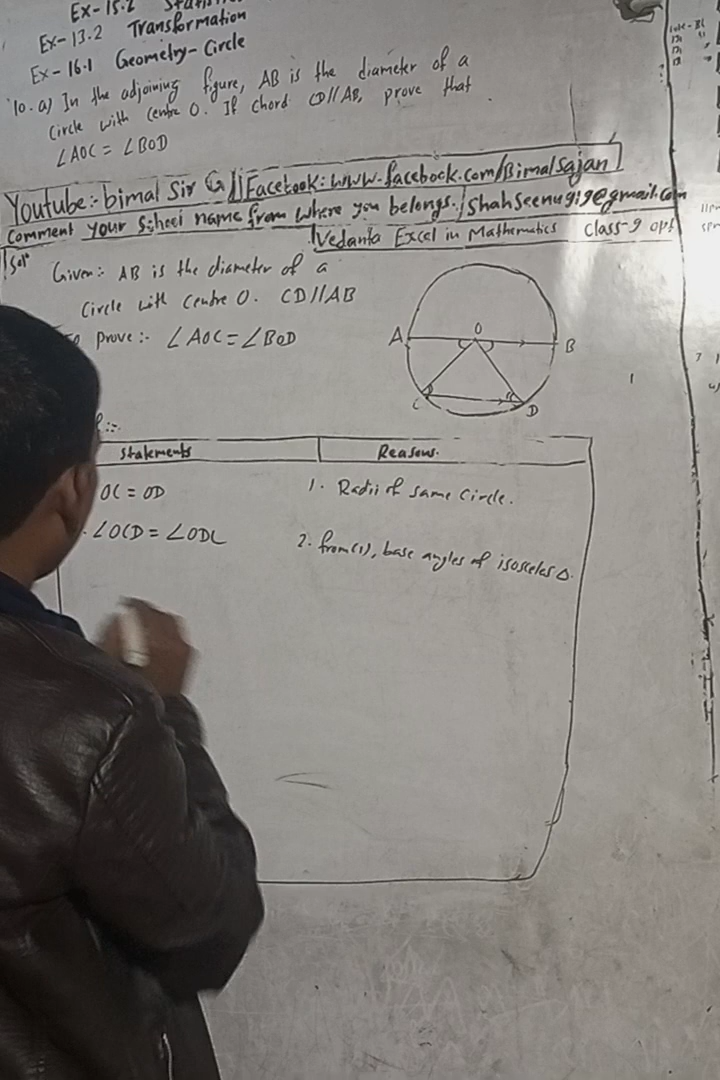 Ex-15.2
Ex-13.2 Transformation
Ex-16.1 Geometry-Circle
10.a) In the adjoining figure, AB is the diameter of a
circle with centre O. If chord CD//AB, prove that
∠AOC = ∠BOD
Youtube:- bimal Sir G || Facebook: www.facebook.com/Bimalsajan
Comment your School name from where you belongs. / shahseenu919@gmail.com
Vedanta Excel in Mathematics class-9 opt
Solⁿ
Given:- AB is the diameter of a
Circle with Centre O. CD//AB
prove:- ∠AOC = ∠BOD
A O B
C D
Statements Reasons.
OC = OD 1. Radii of same circle.
∠OCD = ∠ODC 2. from(1), base angles of isosceles Δ.